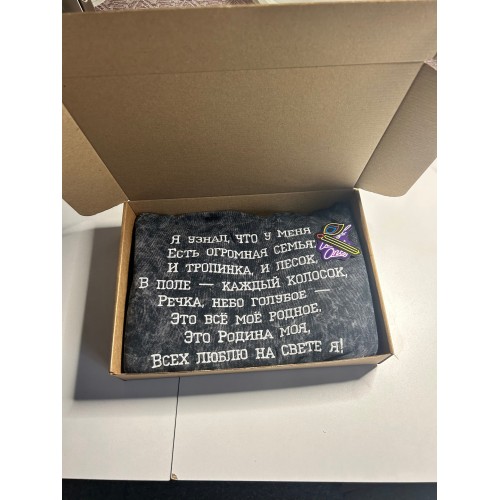 Я УЗНАЛ, ЧТО У МЕНЯ
ЕСТЬ ОГРОМНАЯ СЕМЬЯ:
И ТРОПИНКА, И ЛЕСОК,
В ПОЛЕ — КАЖДЫЙ КОЛОСОК,
РЕЧКА, НЕБО ГОЛУБОЕ —
ЭТО ВСЁ МОЁ РОДНОЕ,
ЭТО РОДИНА МОЯ,
ВСЕХ ЛЮБЛЮ НА СВЕТЕ Я!